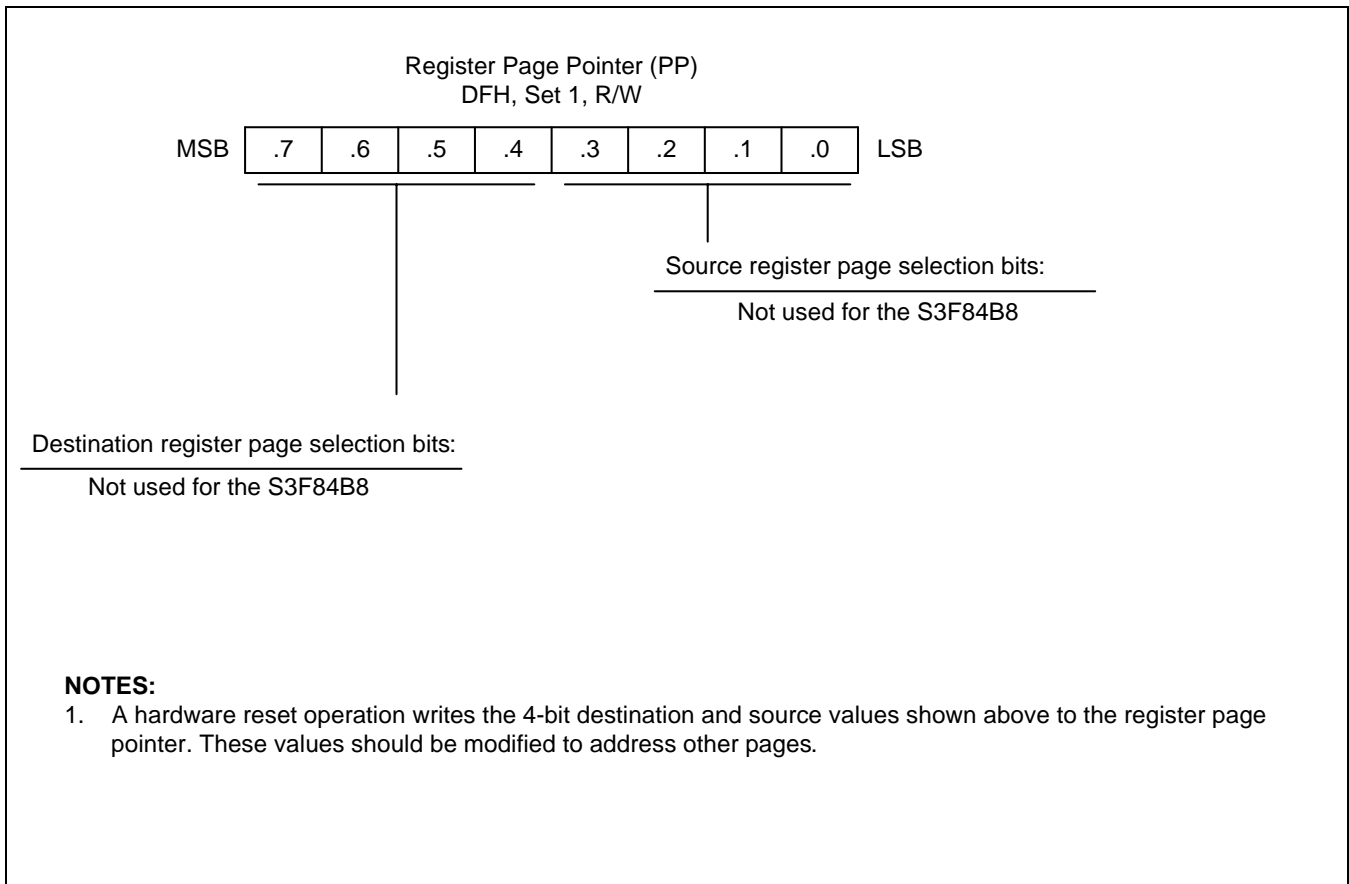 Register Page Pointer (PP)
DFH, Set 1, R/W
MSB .7 .6 .5 .4 .3 .2 .1 .0 LSB
Source register page selection bits:
Not used for the S3F84B8
Destination register page selection bits:
Not used for the S3F84B8
NOTES:
1. A hardware reset operation writes the 4-bit destination and source values shown above to the register page
pointer. These values should be modified to address other pages.